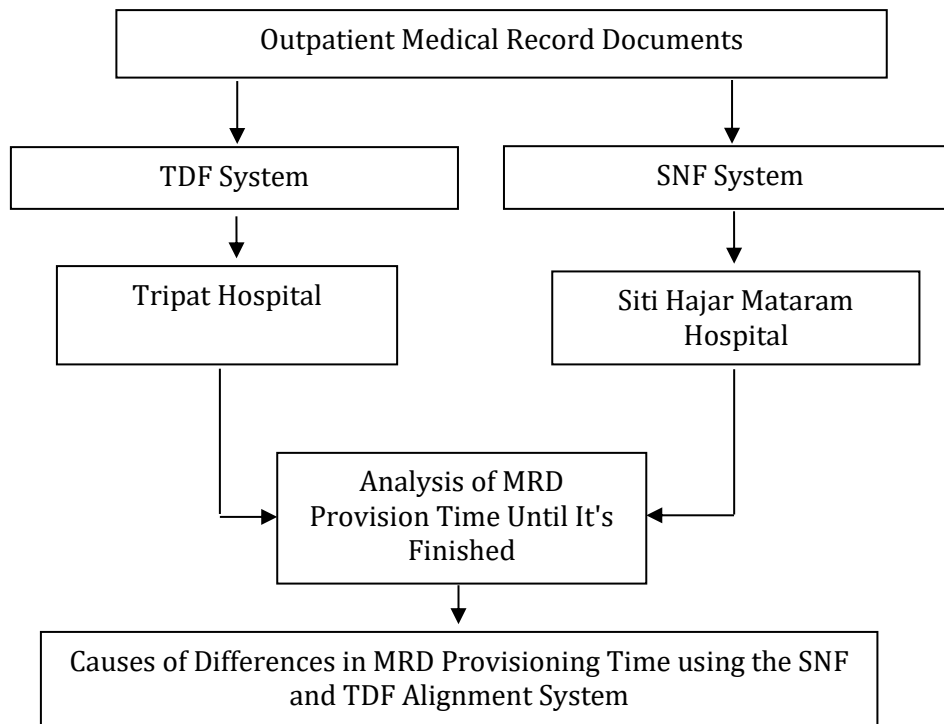 Outpatient Medical Record Documents
TDF System
SNF System
Tripat Hospital
Siti Hajar Mataram
Hospital
Analysis of MRD
Provision Time Until It's
Finished
Causes of Differences in MRD Provisioning Time using the SNF
and TDF Alignment System